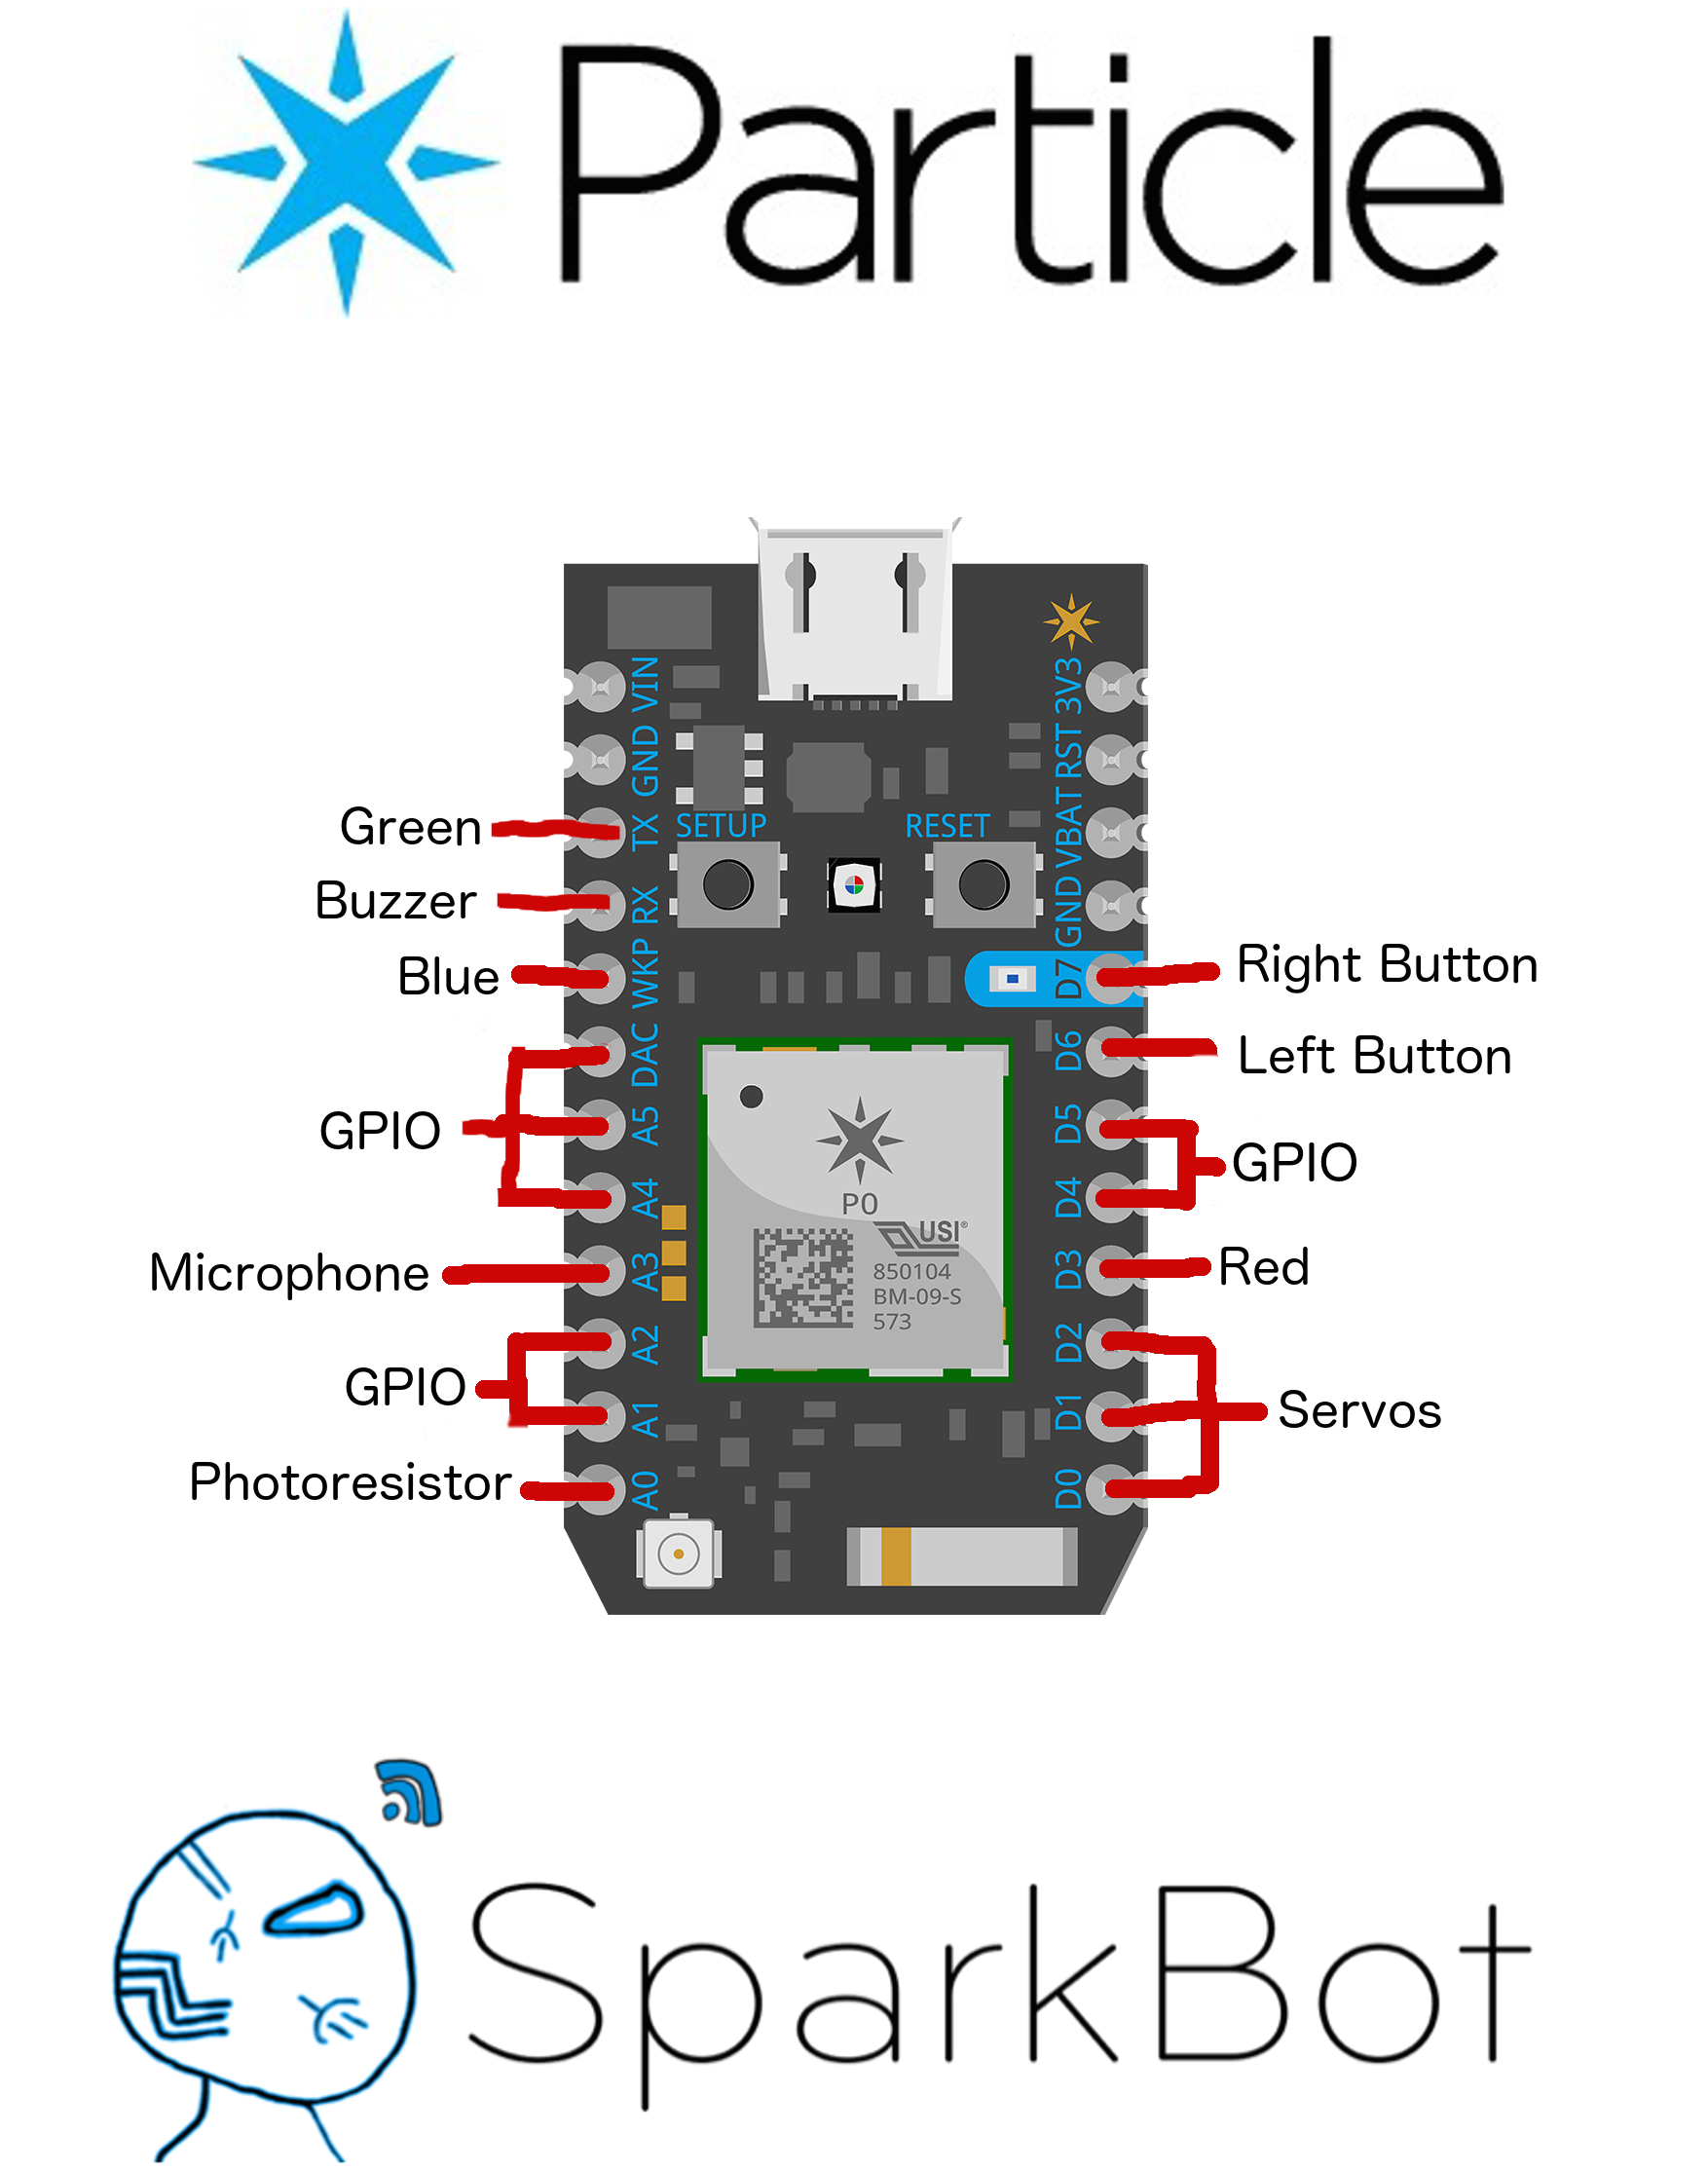 Particle
VIN
3V3
GND
RST
Green
TX
SETUP
RESET
VBAT
Buzzer
RX
GND
Blue
WKP
D7
Right Button
DAC
D6
Left Button
GPIO
A5
D5
GPIO
A4
P0
D4
USI®
Microphone
A3
850104
BM-09-S
573
D3
Red
A2
D2
GPIO
A1
D1
Servos
Photoresistor
A0
D0
SparkBot